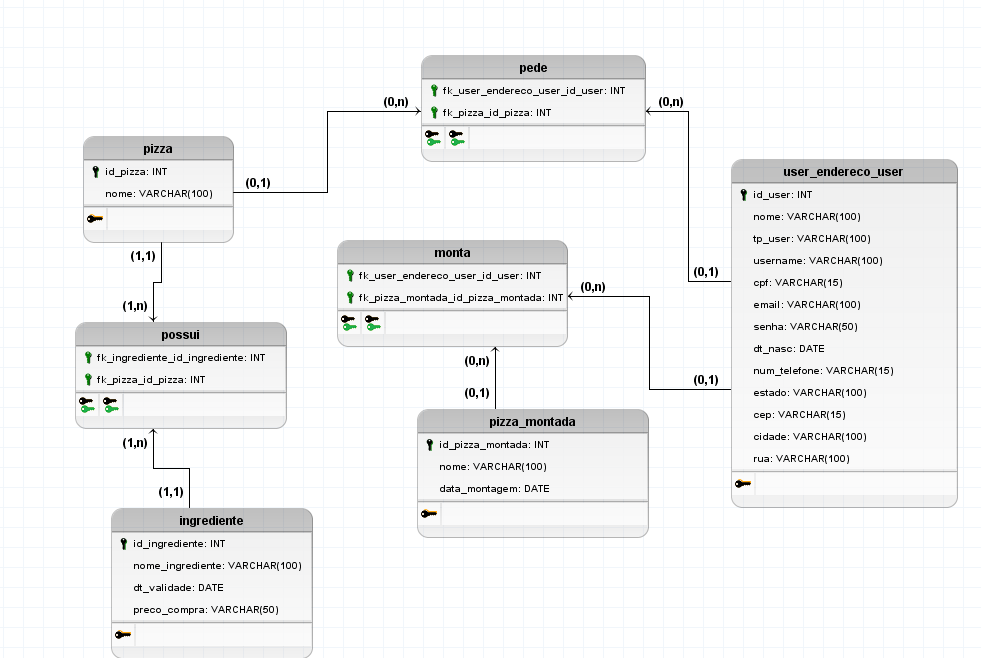 pede
fk_user_endereco_user_id_user: INT
fk_pizza_id_pizza: INT
(0,n)
(0,n)
pizza
id_pizza: INT
nome: VARCHAR(100)
(0,1)
user_endereco_user
id_user: INT
nome: VARCHAR(100)
tp_user: VARCHAR(100)
username: VARCHAR(100)
cpf: VARCHAR(15)
email: VARCHAR(100)
senha: VARCHAR(50)
dt_nasc: DATE
num_telefone: VARCHAR(15)
estado: VARCHAR(100)
cep: VARCHAR(15)
cidade: VARCHAR(100)
rua: VARCHAR(100)
(0,1)
(0,1)
monta
fk_user_endereco_user_id_user: INT
fk_pizza_montada_id_pizza_montada: INT
(0,n)
(1,1)
(1,n)
possui
fk_ingrediente_id_ingrediente: INT
fk_pizza_id_pizza: INT
(0,n)
(0,1)
pizza_montada
id_pizza_montada: INT
nome: VARCHAR(100)
data_montagem: DATE
(1,n)
(1,1)
ingrediente
id_ingrediente: INT
nome_ingrediente: VARCHAR(100)
dt_validade: DATE
preco_compra: VARCHAR(50)